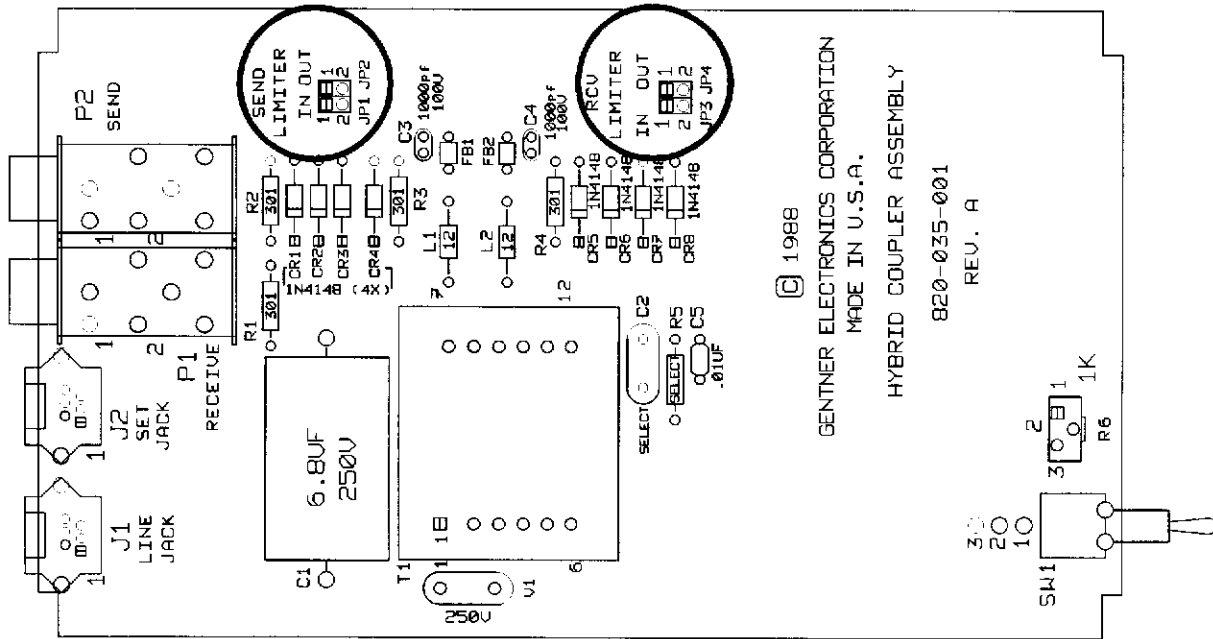 P2
SEND
1
2
P1
RECEIVE
1
2
J2
SET
JACK
1
J1
LINE
JACK
1
SEND
LIMITER
IN OUT
1 1
2 2
JP1 JP2
RCV
LIMITER
IN OUT
1 1
2 2
JP3 JP4
C3
1000pf
100V
FB1
FB2
C4
1000pf
100V
R2
301
R1
301
CR1
CR2
CR3
CR4
1N4148 (4X)
R3
301
L1
12
L2
12
R4
301
CR5
1N4148
CR6
1N4148
CR7
1N4148
CR8
1N4148
C1
6.8UF
250V
T1
1
1
6
7
12
V1
250V
C2
SELECT
R5
SELECT
C5
.01UF
© 1988
GENTNER ELECTRONICS CORPORATION
MADE IN U.S.A.
HYBRID COUPLER ASSEMBLY
820-035-001
REV. A
SW1
1
2
3
R6
1K
1
2
3